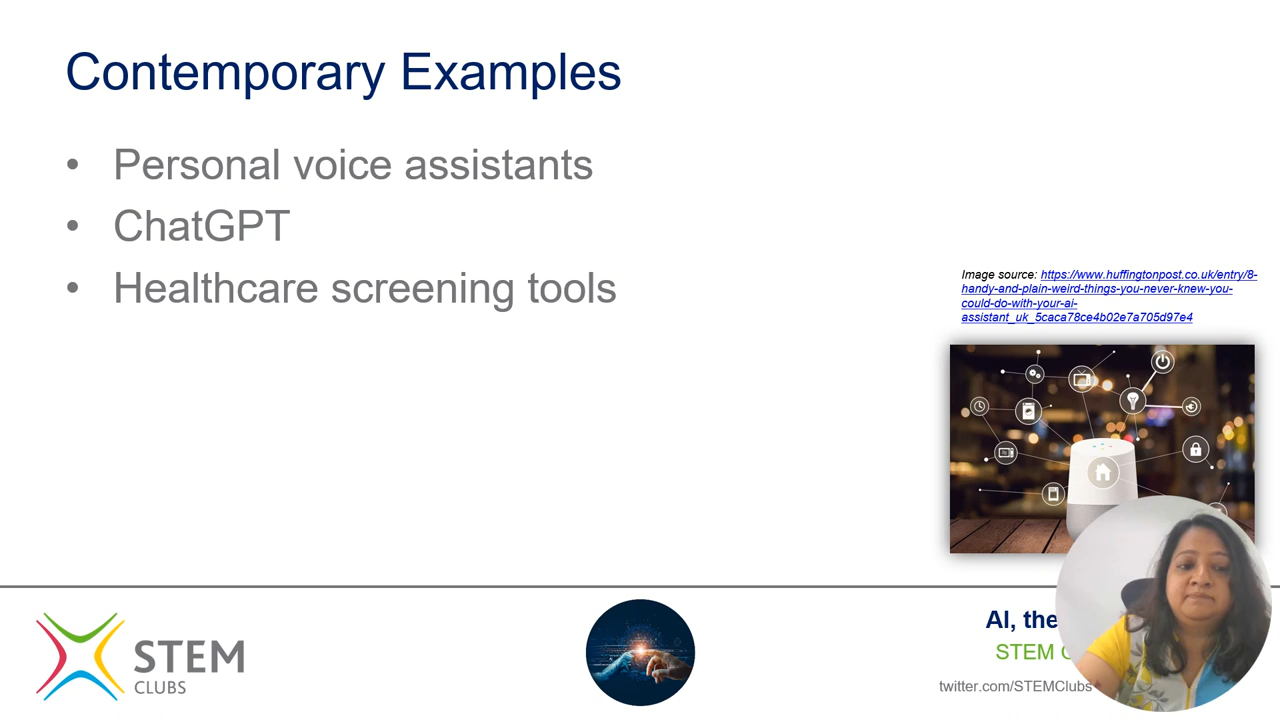 Contemporary Examples
• Personal voice assistants
• ChatGPT
• Healthcare screening tools
Image source: https://www.huffingtonpost.co.uk/entry/8-
handy-and-plain-weird-things-you-never-knew-you-
could-do-with-your-ai-
assistant_uk_5caca78ce4b02e7a705d97e4
STEM
CLUBS
AI, the
STEM
twitter.com/STEMClubs